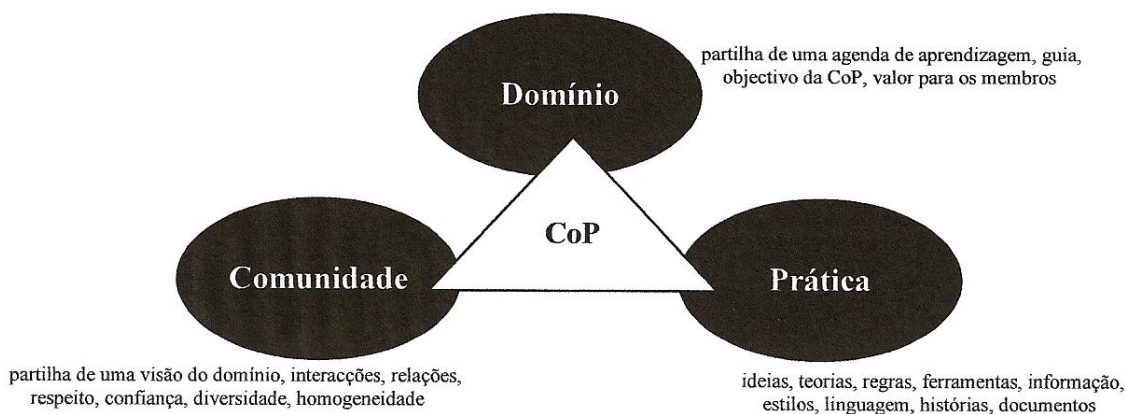 partilha de uma agenda de aprendizagem, guia,
objectivo da CoP, valor para os membros
Domínio
CoP
Comunidade
Prática
partilha de uma visão do domínio, interacções, relações,
respeito, confiança, diversidade, homogeneidade
ideias, teorias, regras, ferramentas, informação,
estilos, linguagem, histórias, documentos